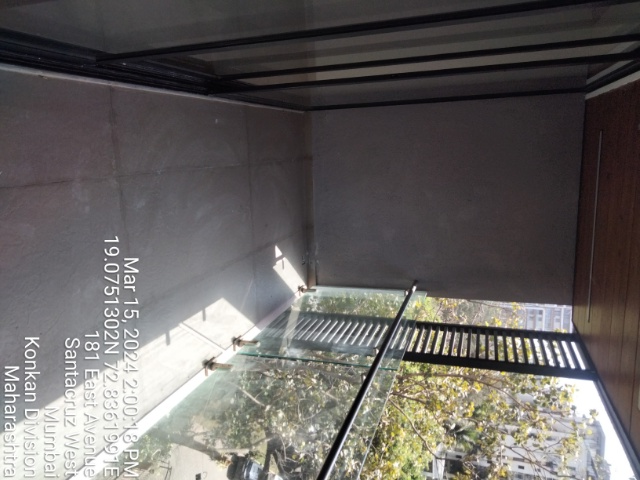 Mar 15, 2024 2:00:18 PM
19.0751302N 72.8361991E
181 East Avenue
Santacruz West
Mumbai
Konkan Division
Maharashtra